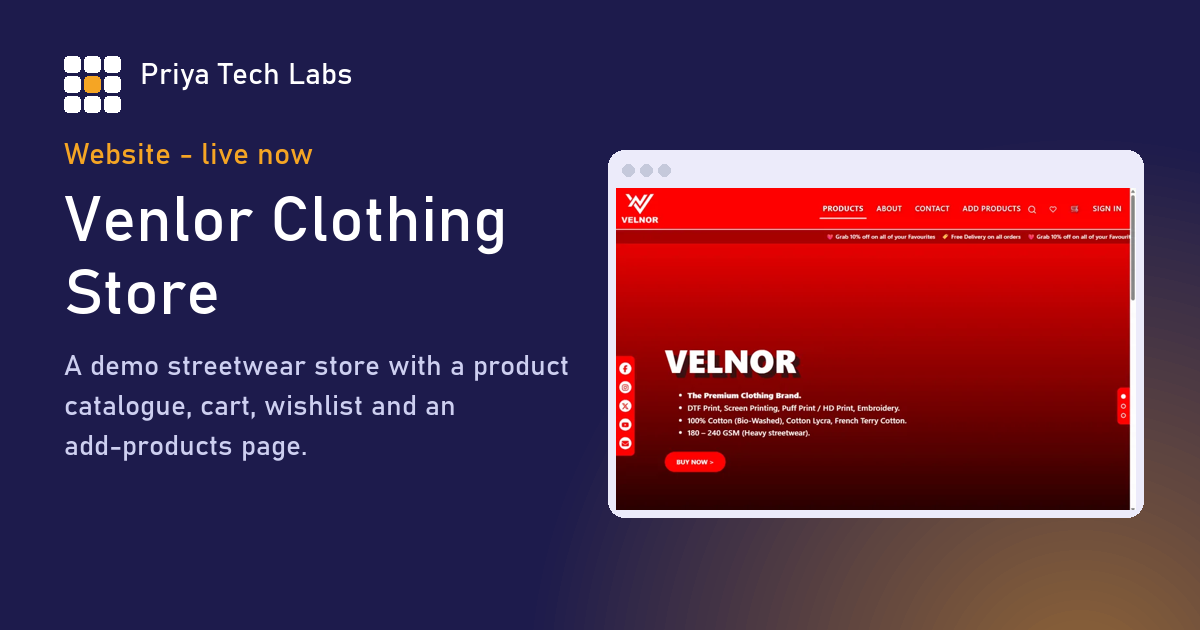 Priya Tech Labs
Website - live now
Venlor Clothing
Store
A demo streetwear store with a product
catalogue, cart, wishlist and an
add-products page.
VELNOR
PRODUCTS ABOUT CONTACT ADD PRODUCTS SIGN IN
Grab 10% off on all of your Favourites Free Delivery on all orders Grab 10% off on all of your Favourit
VELNOR
• The Premium Clothing Brand.
• DTF Print, Screen Printing, Puff Print / HD Print, Embroidery.
• 100% Cotton (Bio-Washed), Cotton Lycra, French Terry Cotton.
• 180 – 240 GSM (Heavy streetwear).
BUY NOW >